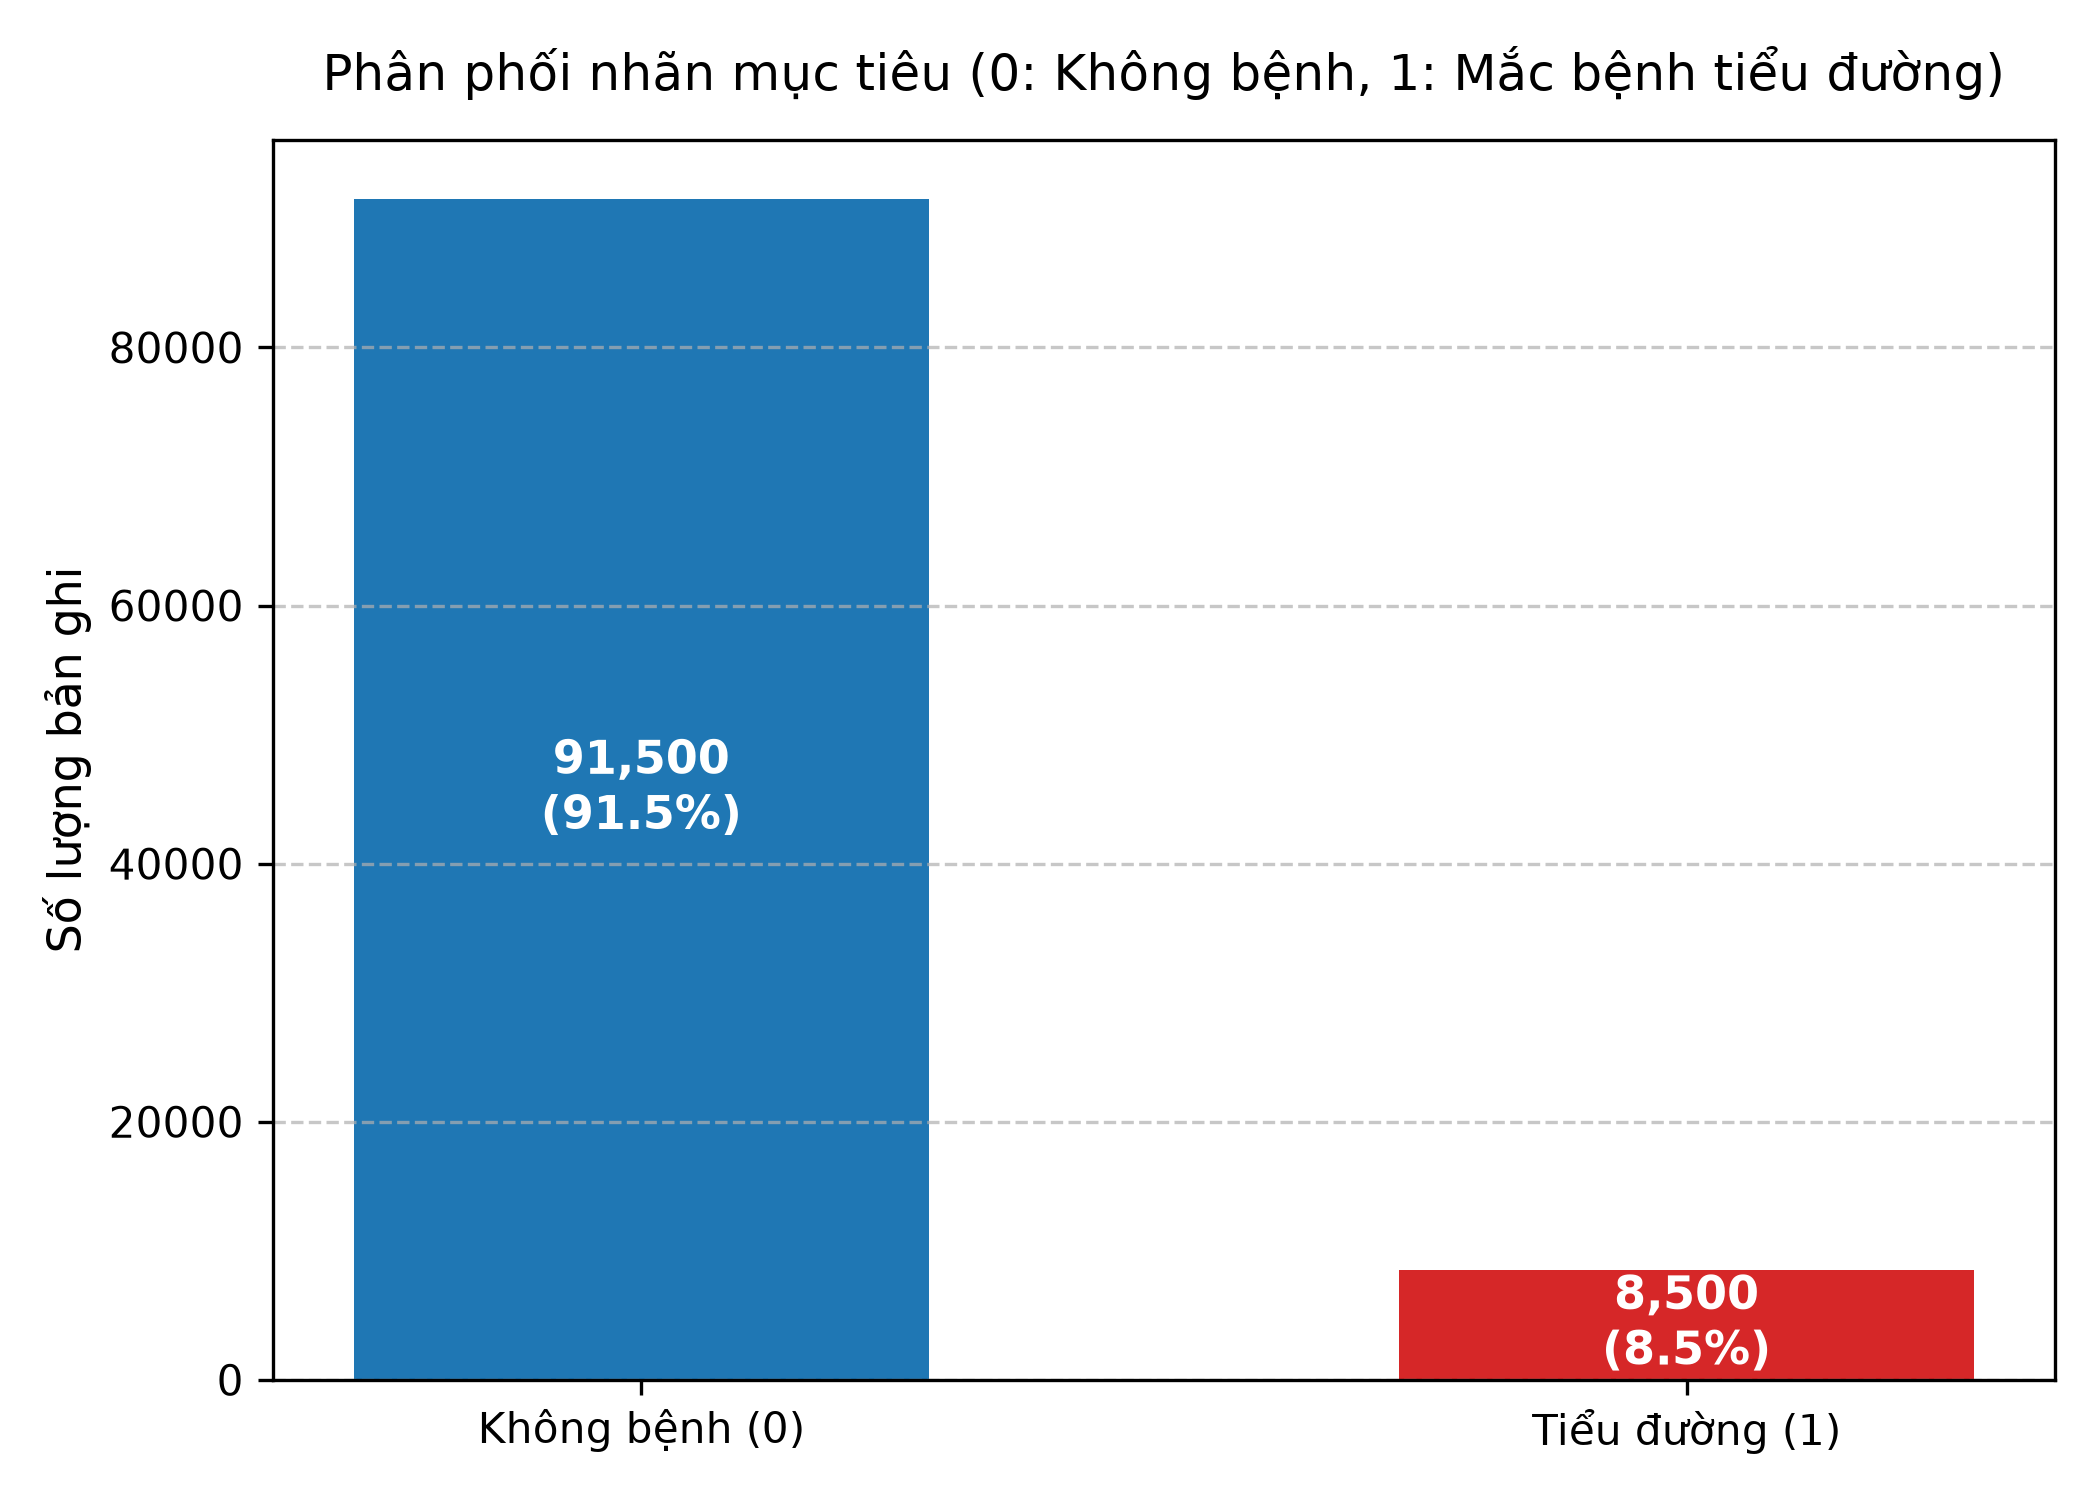 Phân phối nhãn mục tiêu (0: Không bệnh, 1: Mắc bệnh tiểu đường)
Số lượng bản ghi
80000
60000
40000
20000
0
91,500
(91.5%)
8,500
(8.5%)
Không bệnh (0)
Tiểu đường (1)